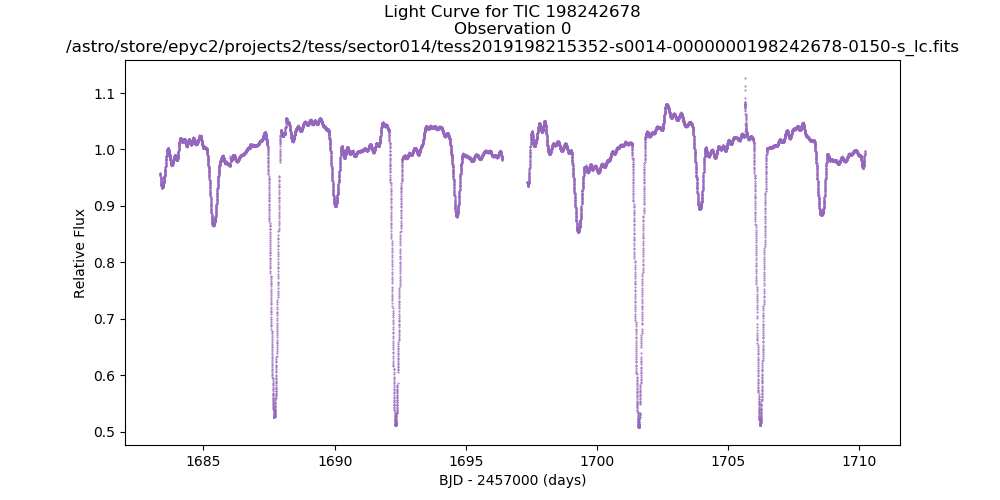 Light Curve for TIC 198242678
Observation 0
/astro/store/epyc2/projects2/tess/sector014/tess2019198215352-s0014-0000000198242678-0150-s_lc.fits
1.1
1.0
0.9
0.8
0.7
0.6
0.5
Relative Flux
1685
1690
1695
1700
1705
1710
BJD - 2457000 (days)